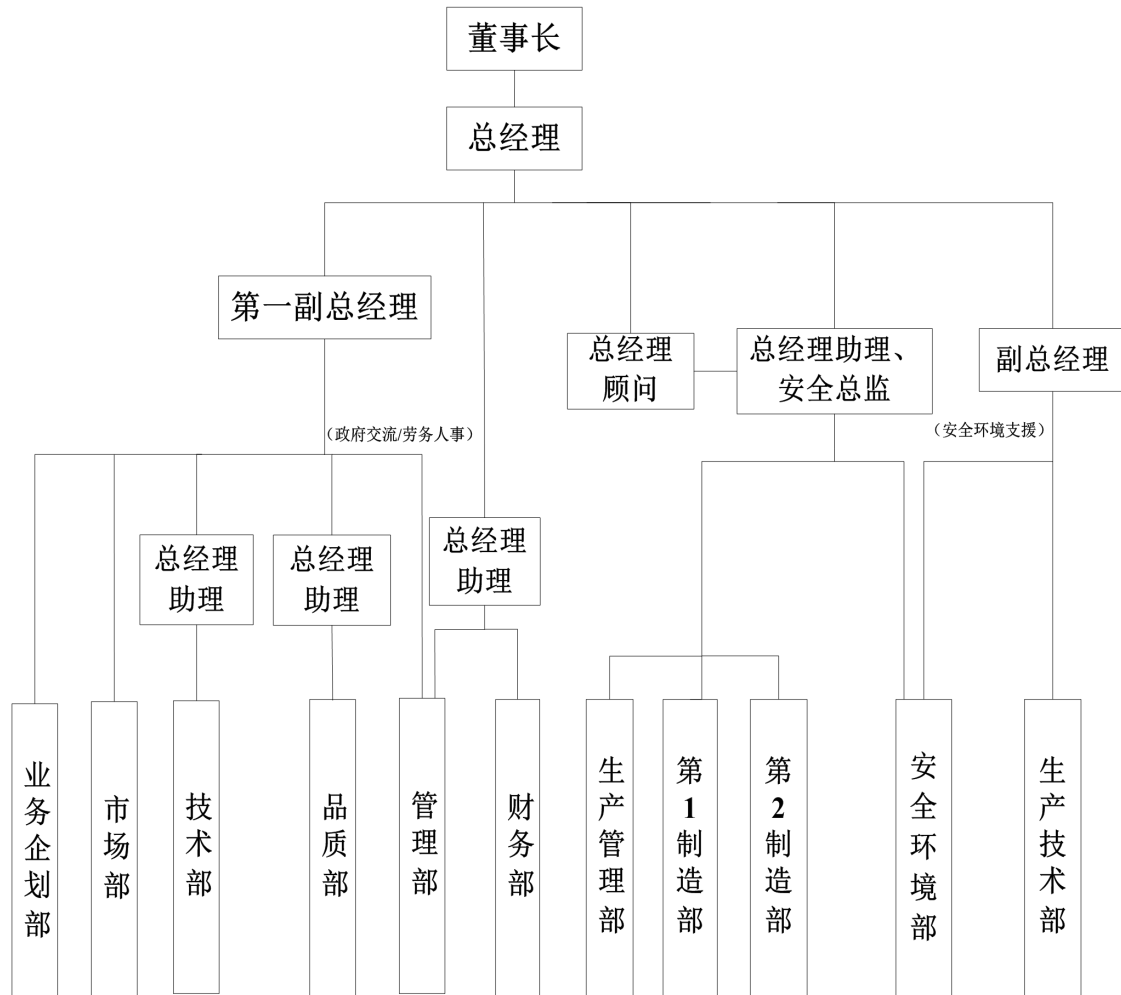 董事长
总经理
第一副总经理
总经理
顾问
总经理助理、
安全总监
副总经理
（政府交流/劳务人事）
（安全环境支援）
总经理
助理
总经理
助理
总经理
助理
业务企划部
市场部
技术部
品质部
管理部
财务部
生产管理部
第1制造部
第2制造部
安全环境部
生产技术部